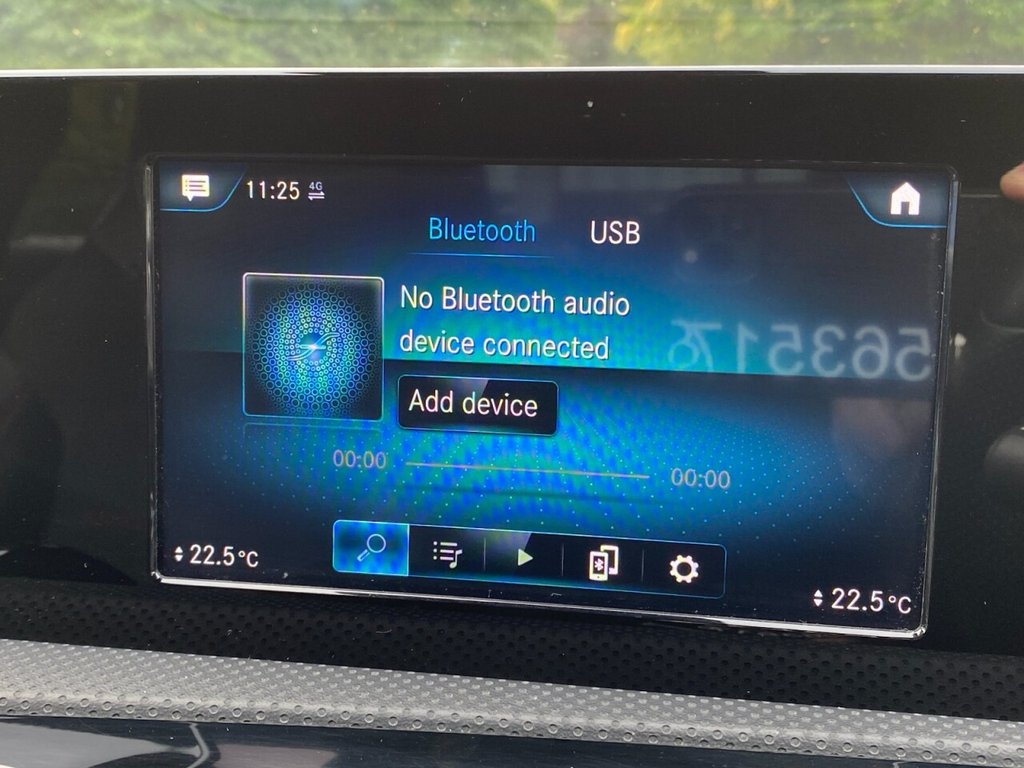 11:25 4G
Bluetooth USB
No Bluetooth audio
device connected
Add device
00:00 00:00
22.5°C
22.5°C